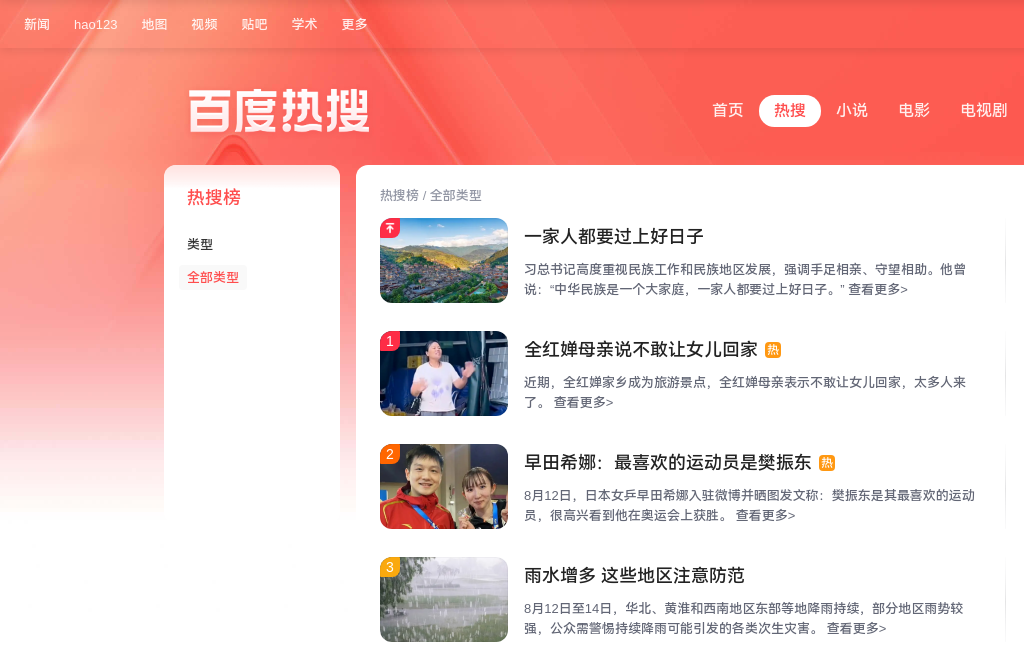 新闻 hao123 地图 视频 贴吧 学术 更多
百度热搜
首页 热搜 小说 电影 电视剧
热搜榜
类型
全部类型
热搜榜 / 全部类型
一家人都要过上好日子
习总书记高度重视民族工作和民族地区发展，强调手足相亲、守望相助。他曾
说：“中华民族是一个大家庭，一家人都要过上好日子。” 查看更多>
1
全红婵母亲说不敢让女儿回家 热
近期，全红婵家乡成为旅游景点，全红婵母亲表示不敢让女儿回家，太多人来
了。 查看更多>
2
早田希娜：最喜欢的运动员是樊振东 热
8月12日，日本女乒早田希娜入驻微博并晒图发文称：樊振东是其最喜欢的运动
员，很高兴看到他在奥运会上获胜。 查看更多>
3
雨水增多 这些地区注意防范
8月12日至14日，华北、黄淮和西南地区东部等地降雨持续，部分地区雨势较
强，公众需警惕持续降雨可能引发的各类次生灾害。 查看更多>